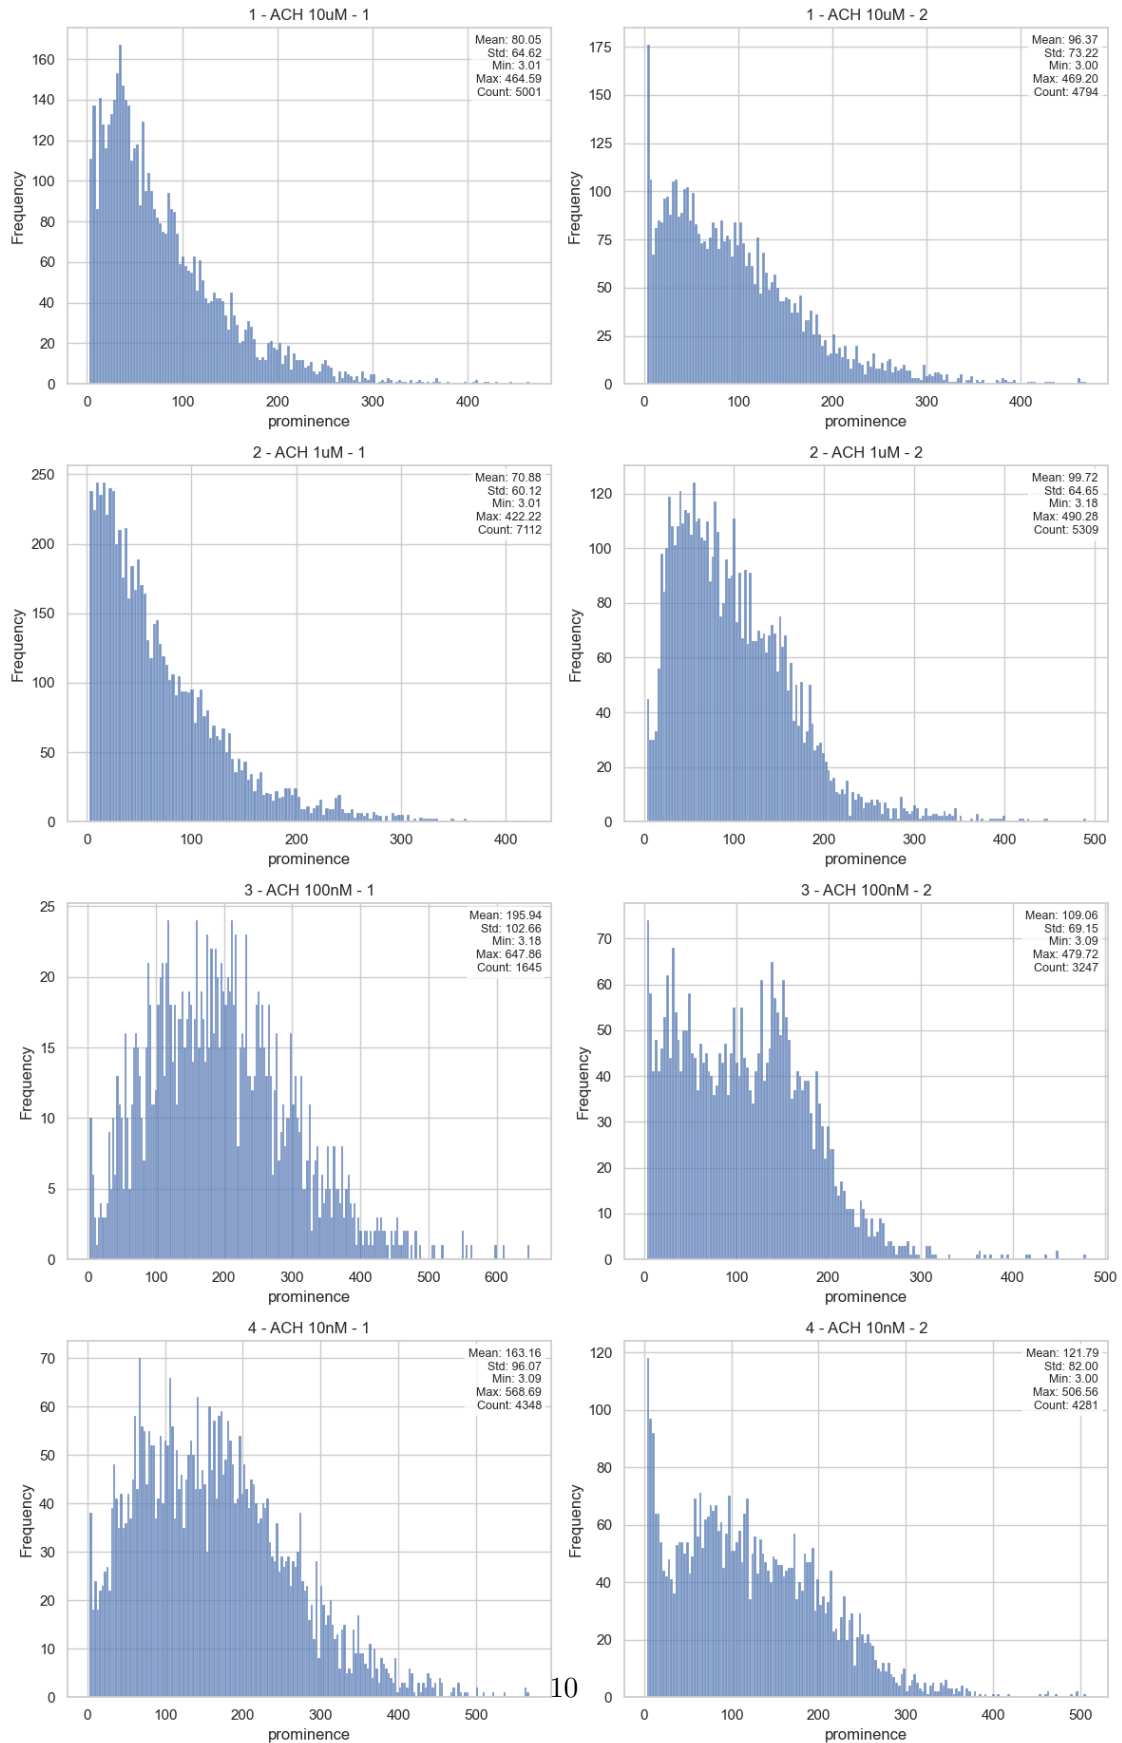 1 - ACH 10uM - 1
Mean: 80.05
Std: 64.62
Min: 3.01
Max: 464.59
Count: 5001
160
140
120
100
80
60
40
20
0
Frequency
0 100 200 300 400
prominence
1 - ACH 10uM - 2
Mean: 96.37
Std: 73.22
Min: 3.00
Max: 469.20
Count: 4794
175
150
125
100
75
50
25
0
Frequency
0 100 200 300 400
prominence
2 - ACH 1uM - 1
Mean: 70.88
Std: 60.12
Min: 3.01
Max: 422.22
Count: 7112
250
200
150
100
50
0
Frequency
0 100 200 300 400
prominence
2 - ACH 1uM - 2
Mean: 99.72
Std: 64.65
Min: 3.18
Max: 490.28
Count: 5309
120
100
80
60
40
20
0
Frequency
0 100 200 300 400 500
prominence
3 - ACH 100nM - 1
Mean: 195.94
Std: 102.66
Min: 3.18
Max: 647.86
Count: 1645
25
20
15
10
5
0
Frequency
0 100 200 300 400 500 600
prominence
3 - ACH 100nM - 2
Mean: 109.06
Std: 69.15
Min: 3.09
Max: 479.72
Count: 3247
70
60
50
40
30
20
10
0
Frequency
0 100 200 300 400 500
prominence
4 - ACH 10nM - 1
Mean: 163.16
Std: 96.07
Min: 3.09
Max: 568.69
Count: 4348
70
60
50
40
30
20
10
0
Frequency
0 100 200 300 400 500
prominence
4 - ACH 10nM - 2
Mean: 121.79
Std: 82.00
Min: 3.00
Max: 506.56
Count: 4281
120
100
80
60
40
20
0
Frequency
0 100 200 300 400 500
prominence
10